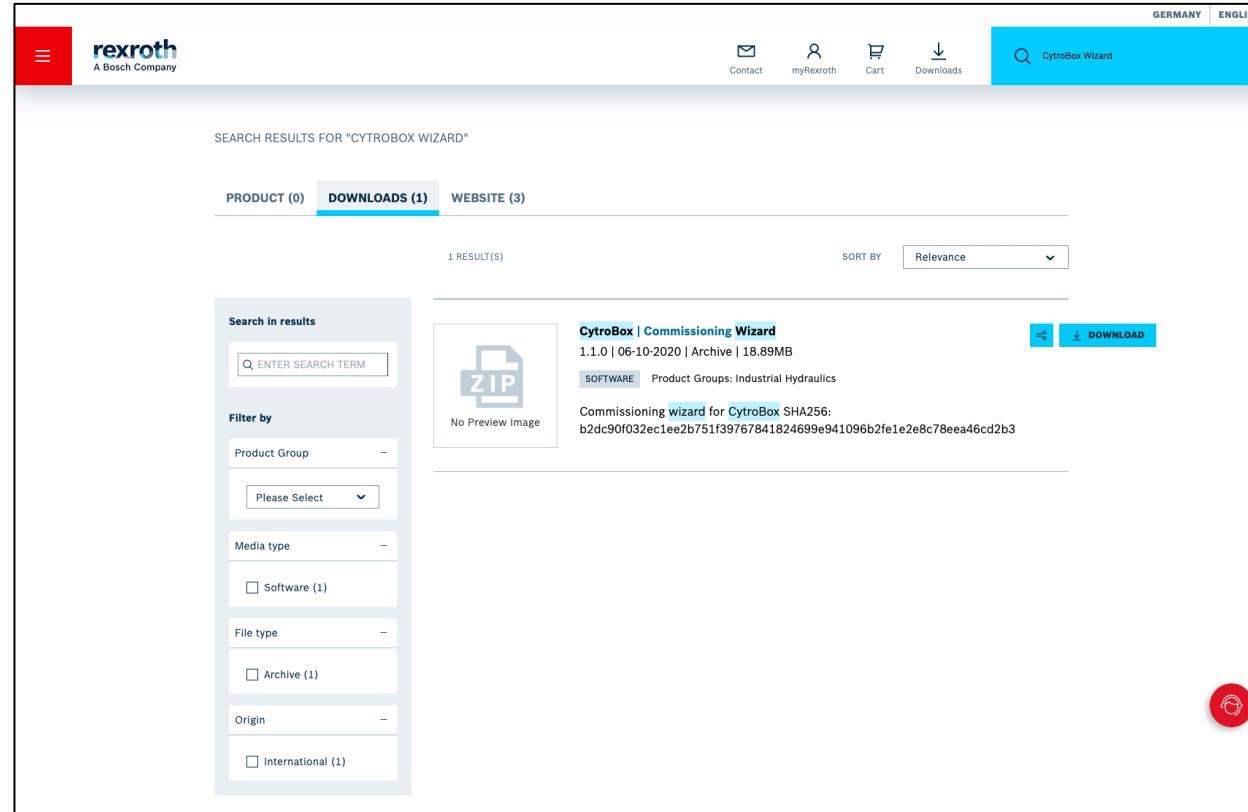 GERMANY ENGLIS
rexroth
A Bosch Company
Contact
myRexroth
Cart
Downloads
CytroBox Wizard
SEARCH RESULTS FOR "CYTROBOX WIZARD"
PRODUCT (0) DOWNLOADS (1) WEBSITE (3)
1 RESULT(S)
SORT BY Relevance
Search in results
ENTER SEARCH TERM
Filter by
Product Group
Please Select
Media type
Software (1)
File type
Archive (1)
Origin
International (1)
ZIP
No Preview Image
CytroBox | Commissioning Wizard
1.1.0 | 06-10-2020 | Archive | 18.89MB
SOFTWARE Product Groups: Industrial Hydraulics
Commissioning wizard for CytroBox SHA256:
b2dc90f032ec1ee2b751f39767841824699e941096b2fe1e2e8c78eea46cd2b3
DOWNLOAD